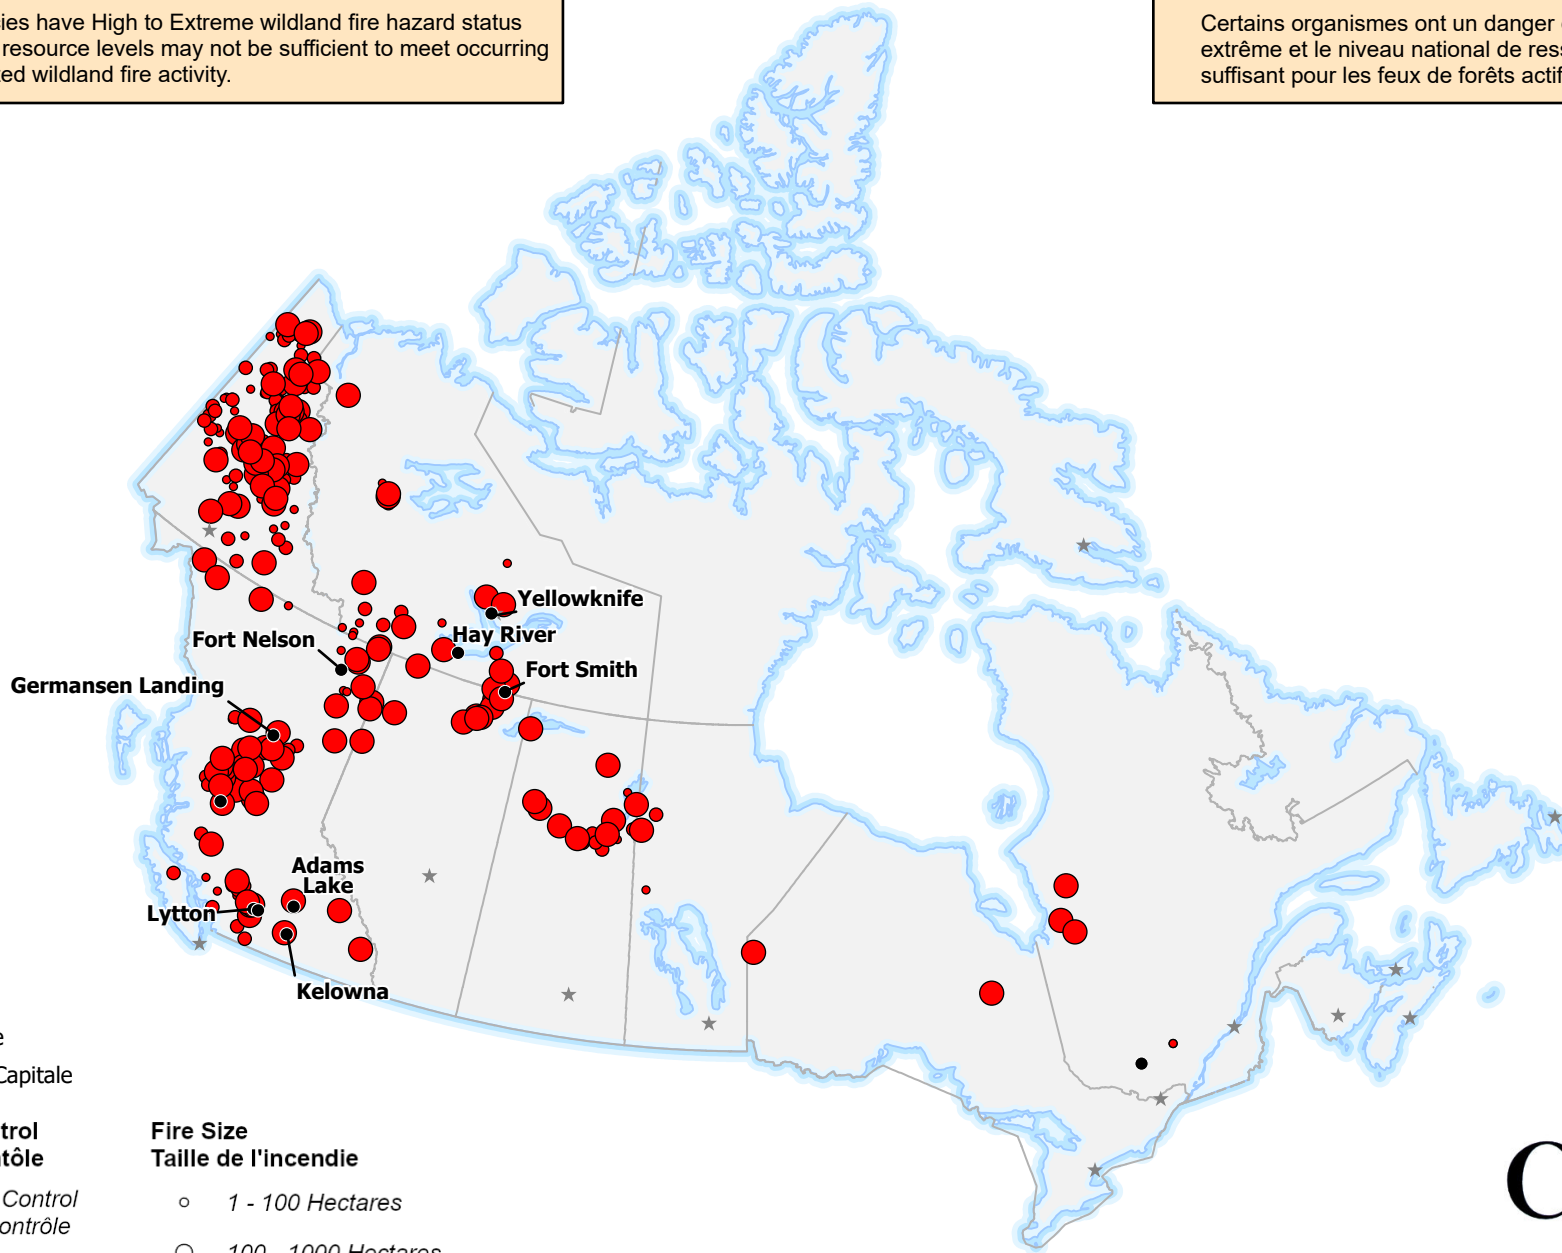 ies have High to Extreme wildland fire hazard status
resource levels may not be sufficient to meet occurring
ed wildland fire activity.
Certains organismes ont un danger
extrême et le niveau national de res
suffisant pour les feux de forêts actif
Yellowknife
Hay River
Fort Nelson
Fort Smith
Germansen Landing
Adams
Lake
Lytton
Kelowna
e
Capitale
trol
tôle
Control
ontrôle
Fire Size
Taille de l'incendie
1 - 100 Hectares
100 - 1000 Hectares
C